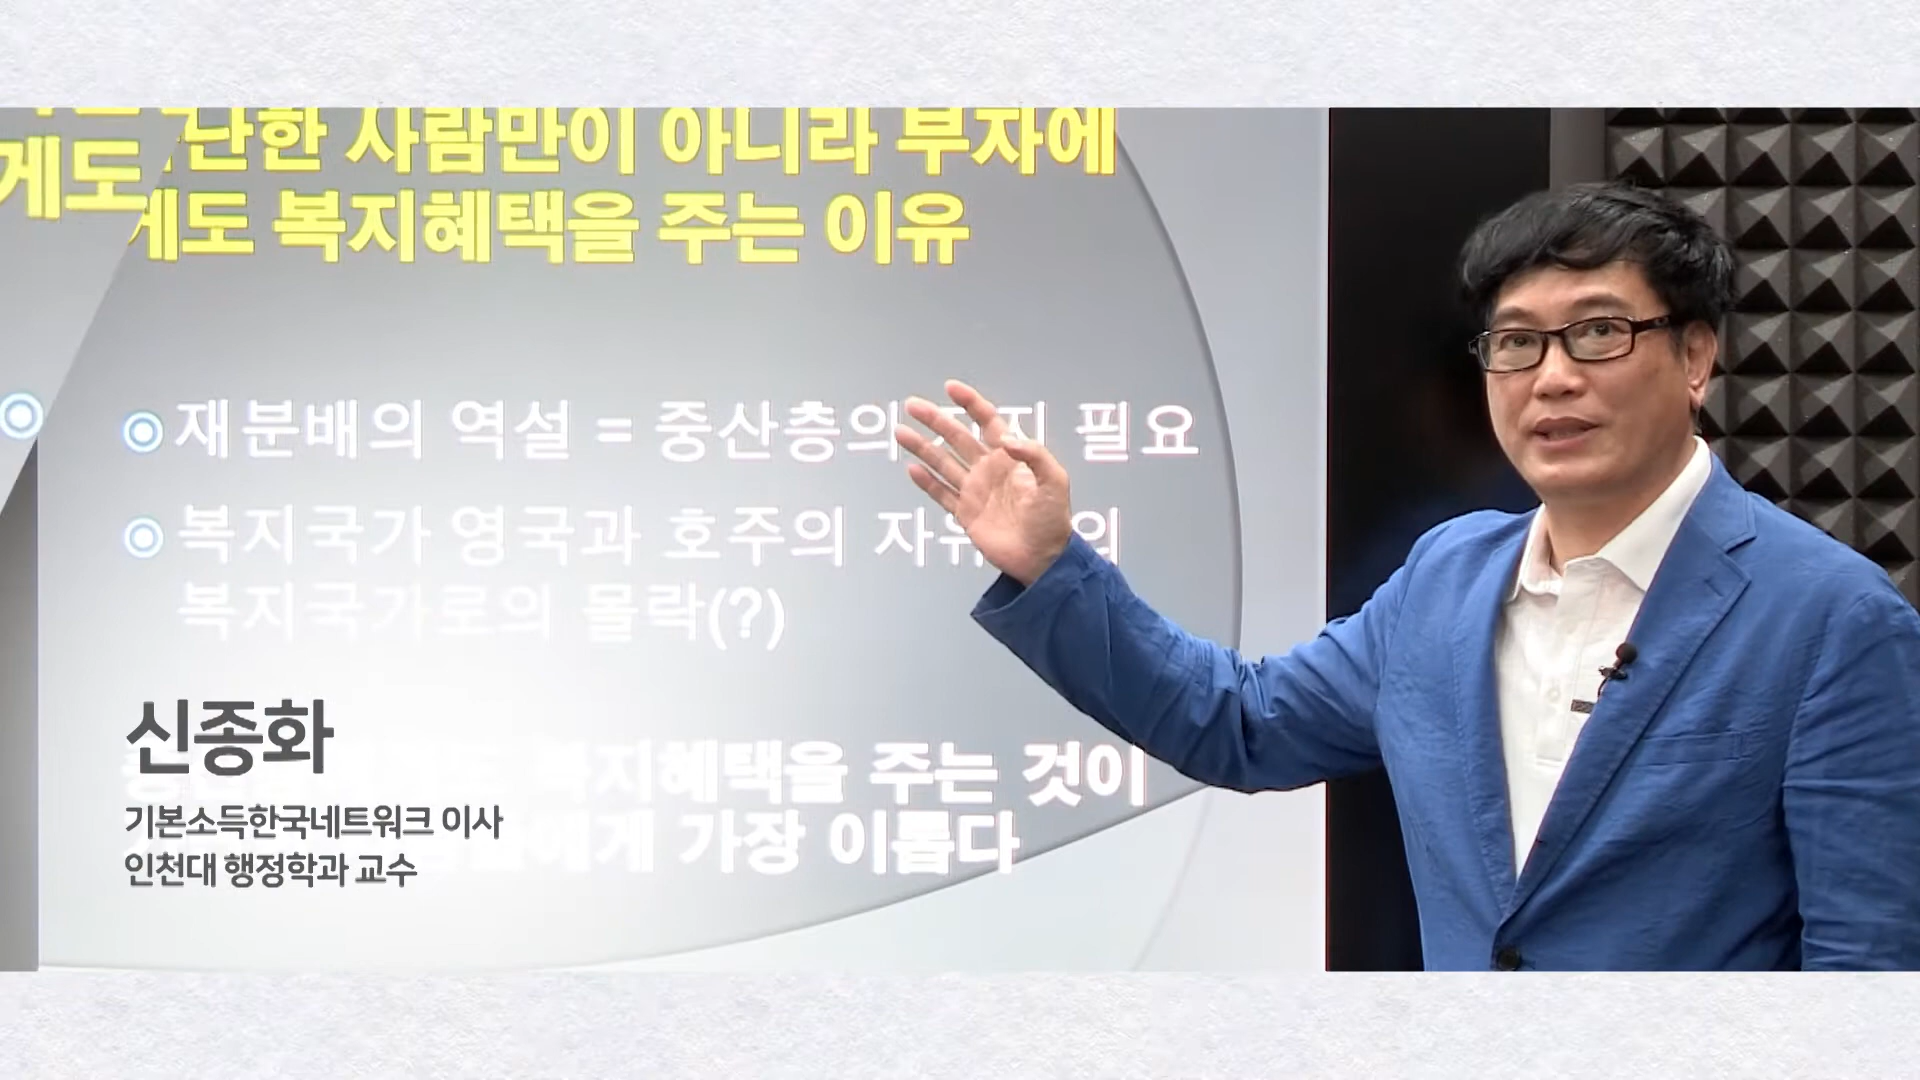 난한 사람만이 아니라 부자에
게도
게도 복지혜택을 주는 이유
재분배의 역설 = 중산층의 필요
복지국가 영국과 호주의
복지국가로의 몰락(?)
신종화
복지혜택을 주는 것이
기본소득한국네트워크 이사
가장 이롭다
인천대 행정학과 교수